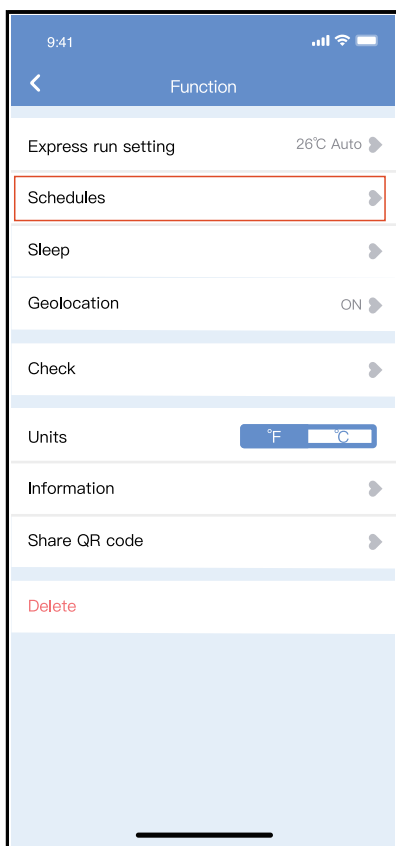 9:41
Function
Express run setting 26℃ Auto
Schedules
Sleep
Geolocation ON
Check
Units °F °C
Information
Share QR code
Delete